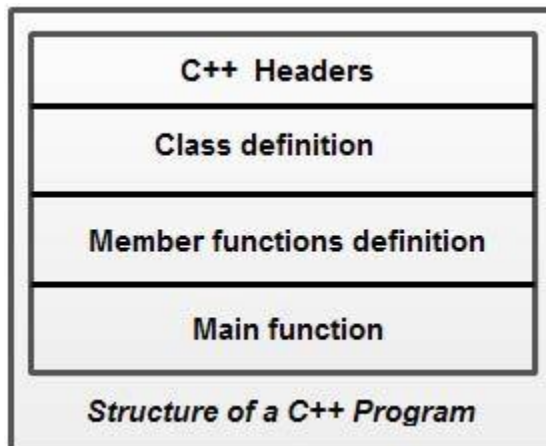 C++ Headers
Class definition
Member functions definition
Main function
Structure of a C++ Program